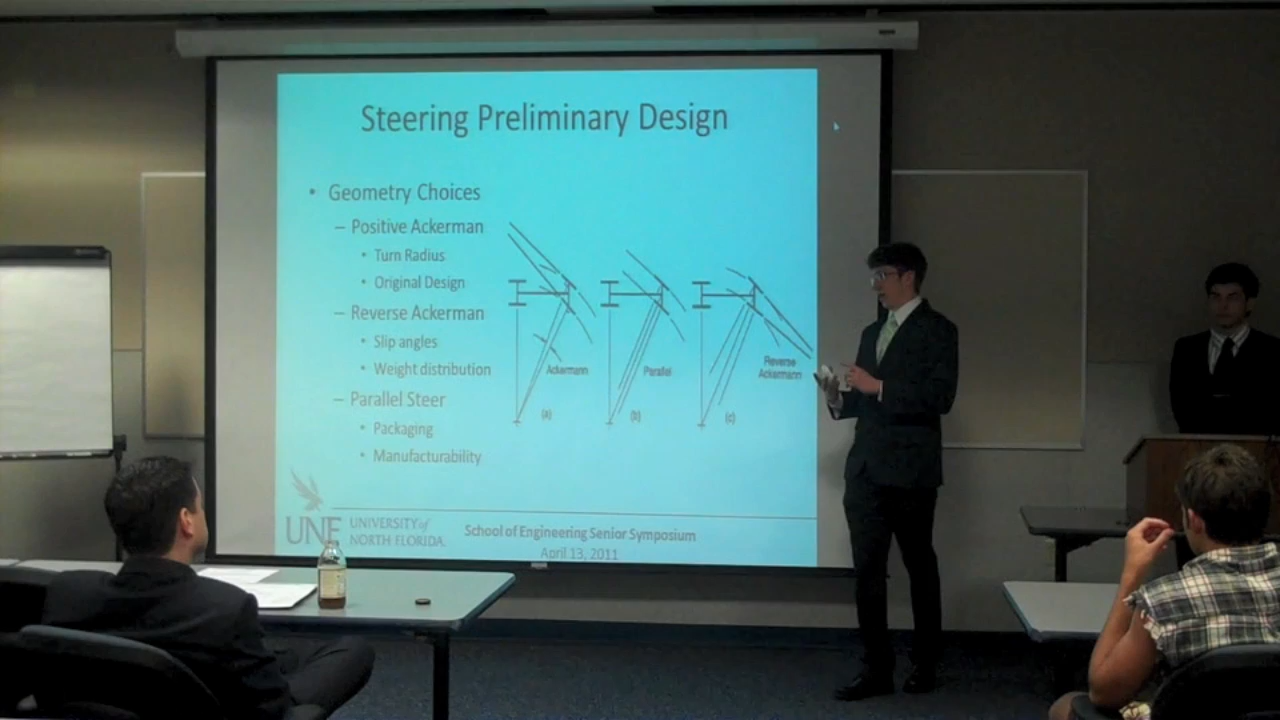 Steering Preliminary Design
• Geometry Choices
– Positive Ackerman
• Turn Radius
• Original Design
– Reverse Ackerman
• Slip angles
• Weight distribution
– Parallel Steer
• Packaging
• Manufacturability
Ackermann
(a)
Parallel
(b)
Reverse
Ackermann
(c)
UNF
UNIVERSITY of
NORTH FLORIDA.
School of Engineering Senior Symposium
April 13, 2011